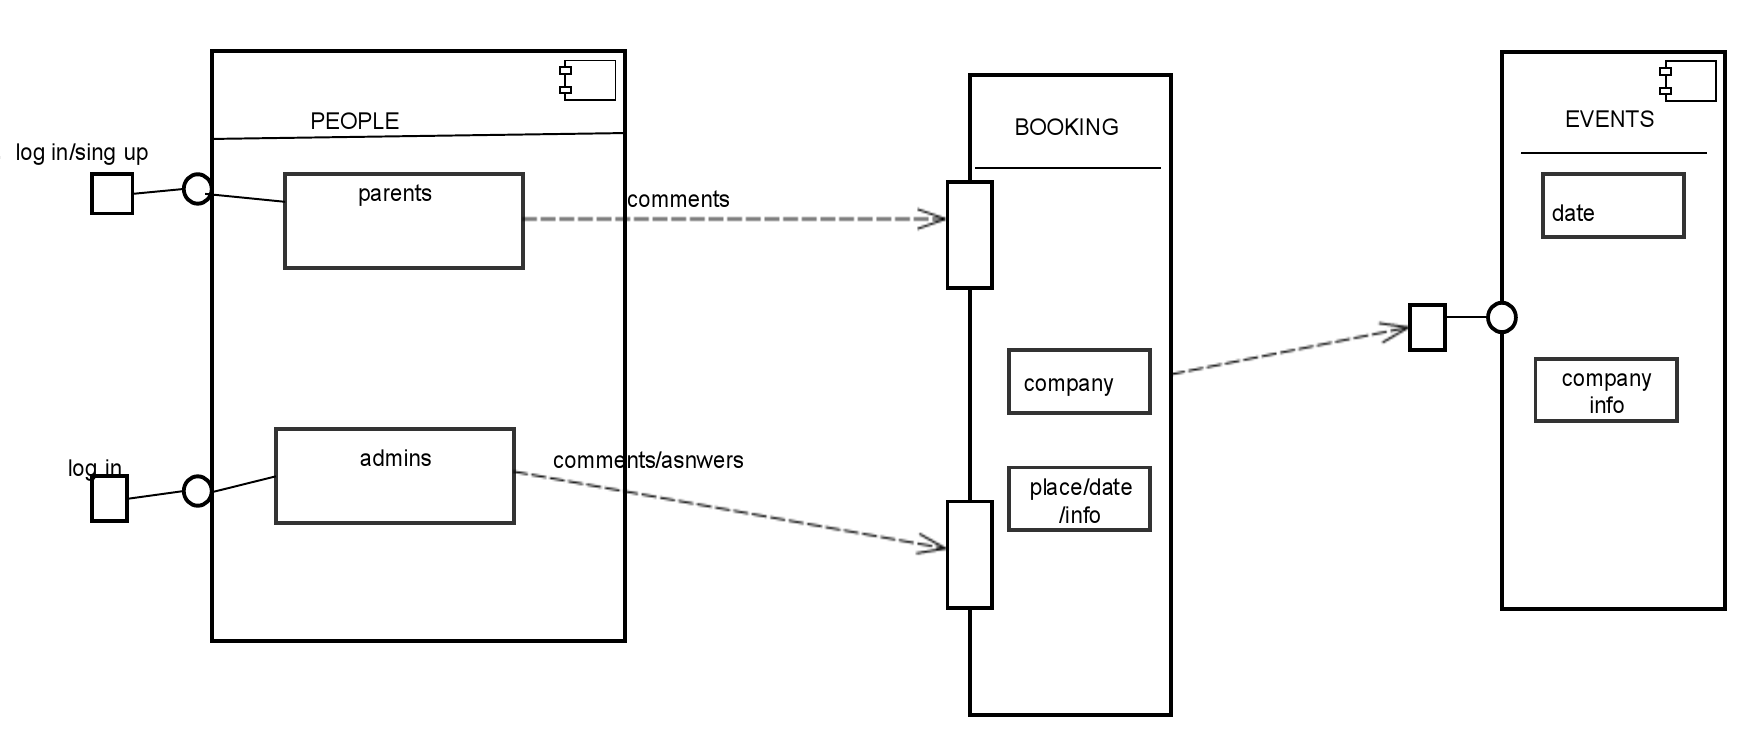 PEOPLE
log in/sing up
parents
comments
log in
admins
comments/asnwers
BOOKING
company
place/date
/info
EVENTS
date
company
info